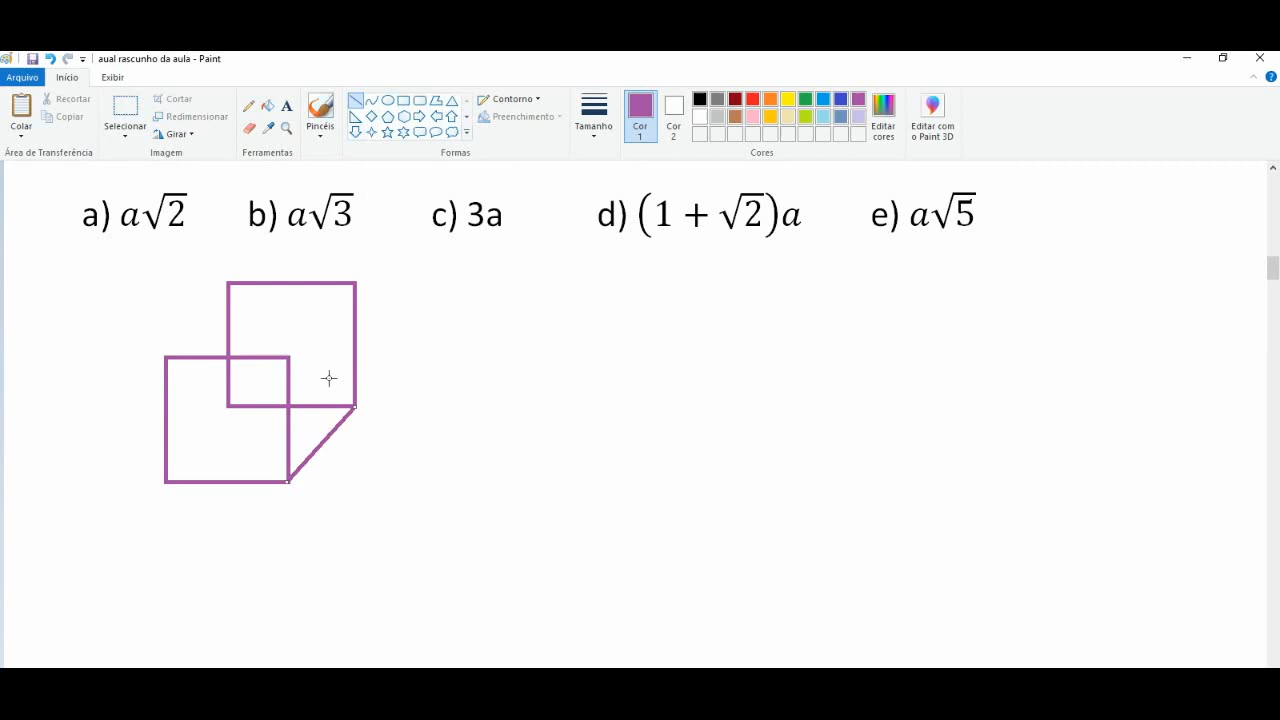 aual rascunho da aula - Paint
Arquivo Início Exibir
Colar
Recortar
Copiar
Área de Transferência
Selecionar
Cortar
Redimensionar
Girar
Imagem
A
Ferramentas
Pincéis
Contorno
Preenchimento
Formas
Tamanho
Cor 1
Cor 2
Editar cores
Cores
Editar com o Paint 3D
a) a√2 b) a√3 c) 3a d) (1 + √2)a e) a√5